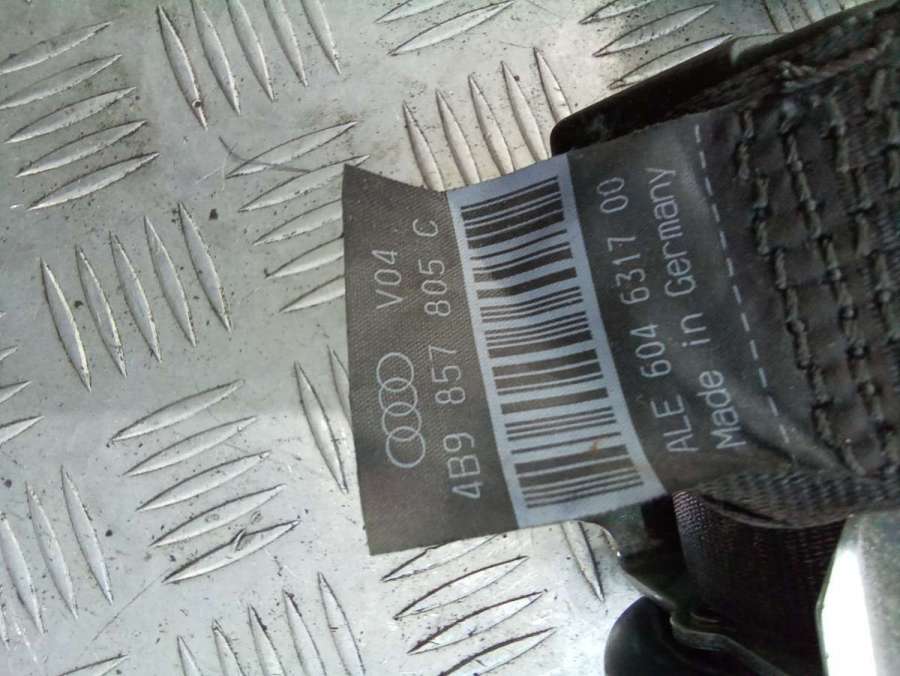 V04
4B9 857 805 C
ALE 604 6317 00
Made in Germany